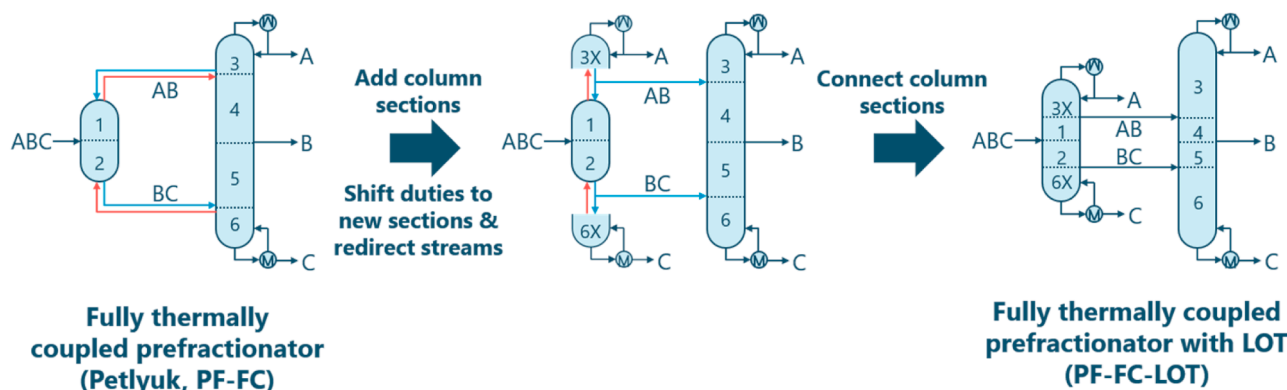 3
AB
4
1
ABC
2
B
5
BC
6
A
C
M
M
Fully thermally
coupled prefractionator
(Petlyuk, PF-FC)
Add column
sections
Shift duties to
new sections &
redirect streams
3X
A
M
AB
1
ABC
2
BC
6X
C
M
M
A
3
4
B
5
6
C
M
Connect column
sections
M
A
3X
AB
1
ABC
2
BC
6X
C
M
M
A
3
4
B
5
6
C
M
Fully thermally coupled
prefractionator with LOT
(PF-FC-LOT)